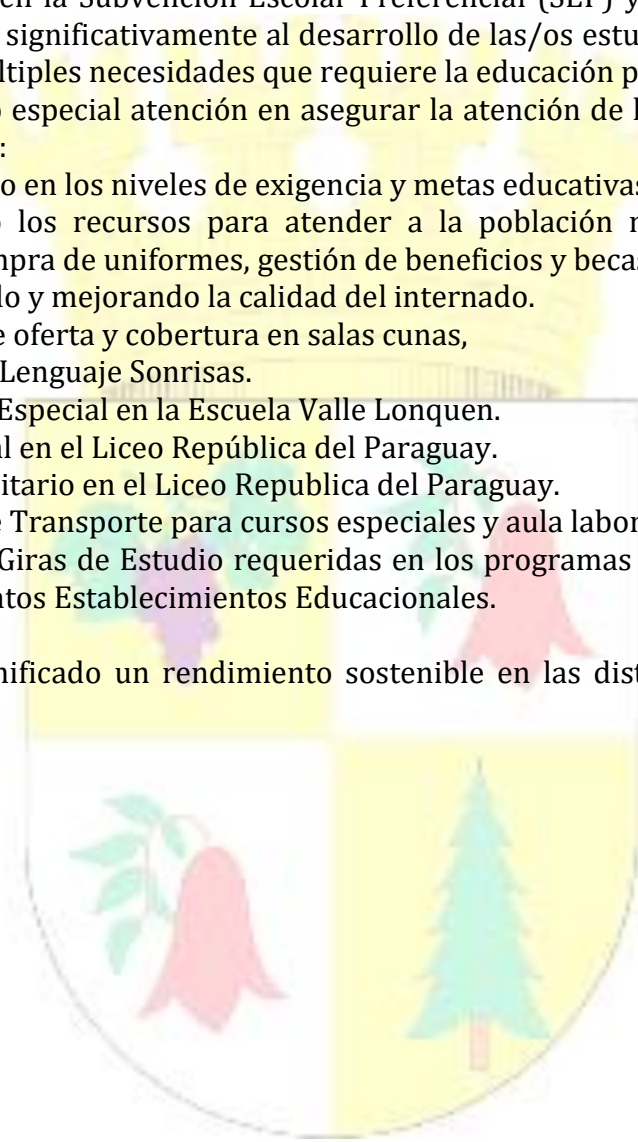 en la Subvención Escolar Preferencial (SEP) y
significativamente al desarrollo de las/os estu
últiples necesidades que requiere la educación p
especial atención en asegurar la atención de l
:
o en los niveles de exigencia y metas educativas
los recursos para atender a la población
mpra de uniformes, gestión de beneficios y becas
do y mejorando la calidad del internado.
e oferta y cobertura en salas cunas,
Lenguaje Sonrisas.
Especial en la Escuela Valle Lonquen.
al en el Liceo República del Paraguay.
itario en el Liceo Republica del Paraguay.
e Transporte para cursos especiales y aula labor
Giras de Estudio requeridas en los programas
ntos Establecimientos Educacionales.
nificado un rendimiento sostenible en las dist